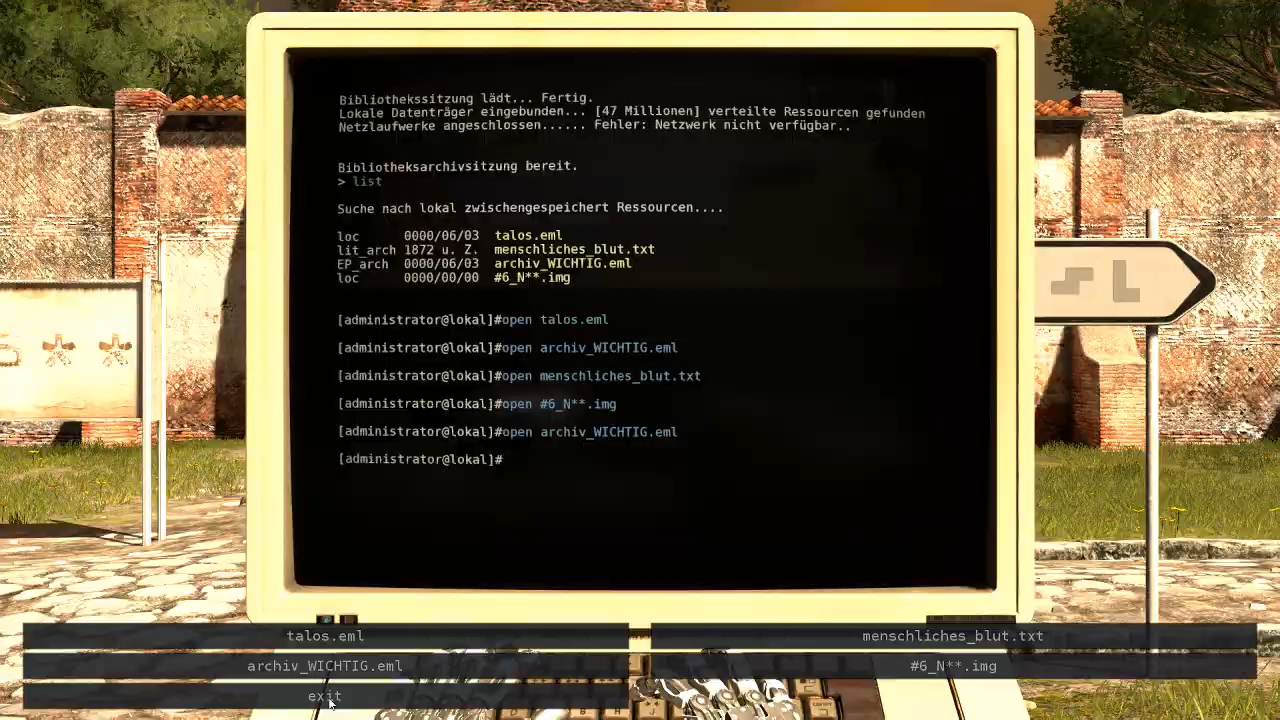 Bibliothekssitzung lädt... Fertig.
Lokale Datenträger eingebunden... [47 Millionen] verteilte Ressourcen gefunden
Netzlaufwerke angeschlossen...... Fehler: Netzwerk nicht verfügbar..
Bibliotheksarchivsitzung bereit.
> list
Suche nach lokal zwischengespeichert Ressourcen....
loc 0000/06/03 talos.eml
lit_arch 1872 u. Z. menschliches_blut.txt
EP_arch 0000/06/03 archiv_WICHTIG.eml
loc 0000/00/00 #6_N**.img
[administrator@lokal]#open talos.eml
[administrator@lokal]#open archiv_WICHTIG.eml
[administrator@lokal]#open menschliches_blut.txt
[administrator@lokal]#open #6_N**.img
[administrator@lokal]#open archiv_WICHTIG.eml
[administrator@lokal]#
talos.eml menschliches_blut.txt
archiv_WICHTIG.eml #6_N**.img
exit